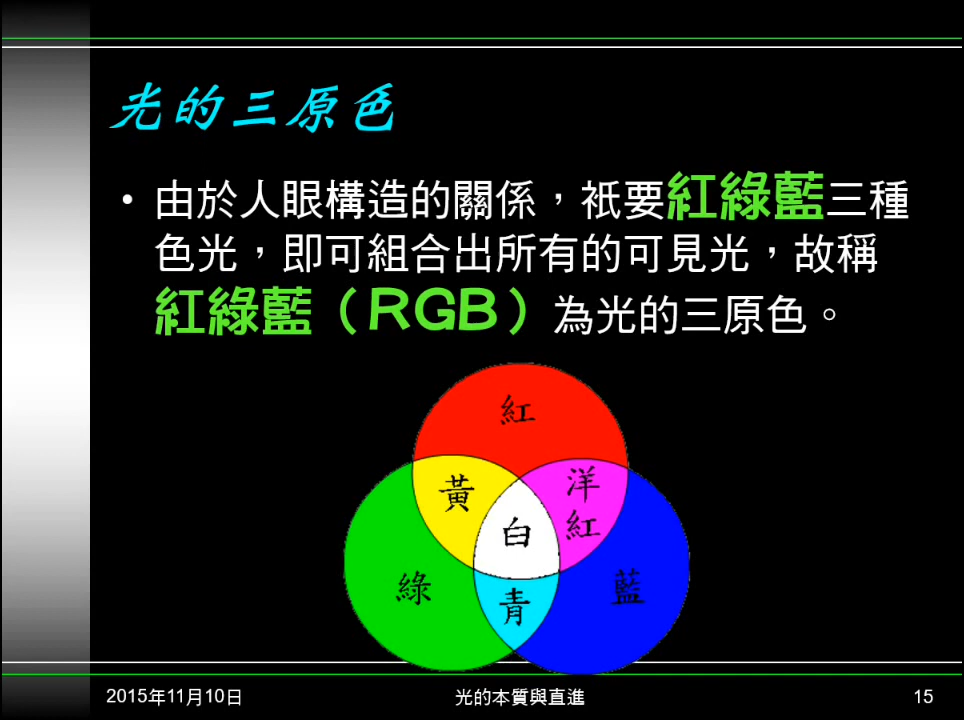 光的三原色
• 由於人眼構造的關係，祇要紅綠藍三種
色光，即可組合出所有的可見光，故稱
紅綠藍（RGB）為光的三原色。
紅
黃
洋
紅
白
綠
藍
青
2015年11月10日
光的本質與直進
15